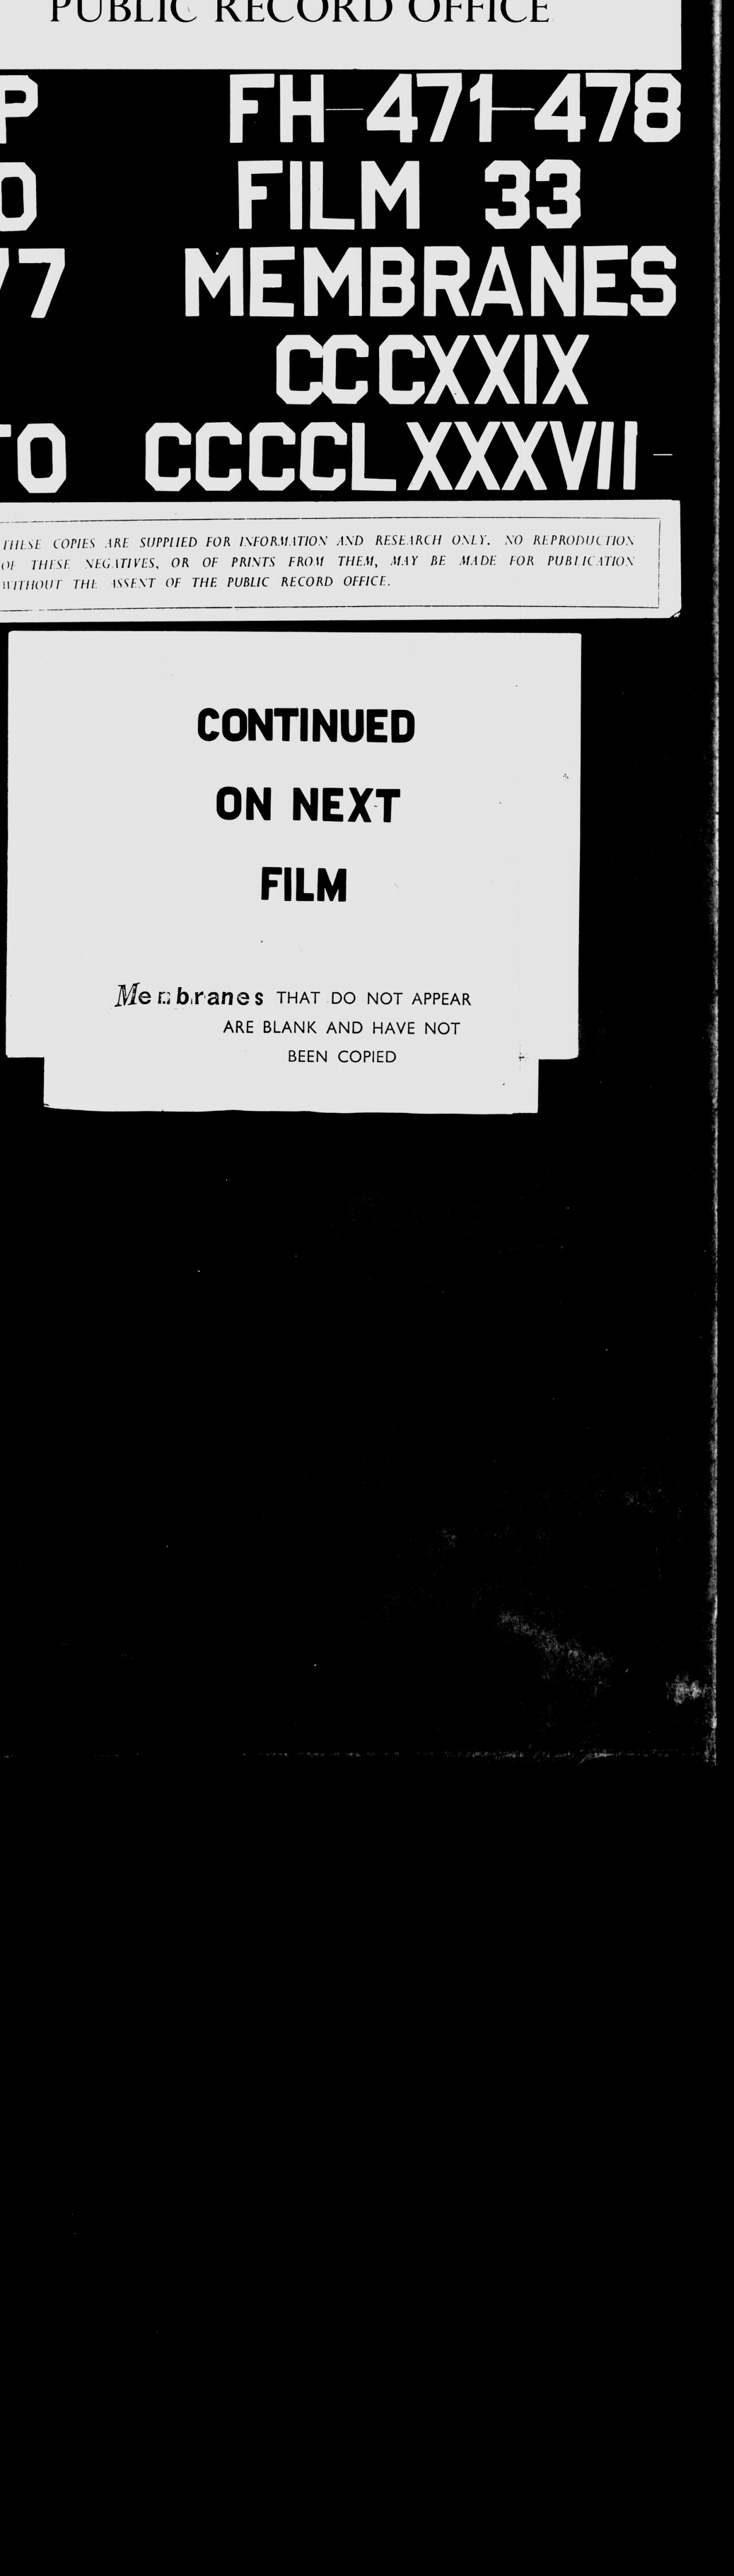 PUBLIC RECORD OFFICE
P FH-471-478
O FILM 33
77 MEMBRANES
CCCXXIX
TO CCCCLXXXVII-
THESE COPIES ARE SUPPLIED FOR INFORMATION AND RESEARCH ONLY. NO REPRODUCTION
OF THESE NEGATIVES, OR OF PRINTS FROM THEM, MAY BE MADE FOR PUBLICATION
WITHOUT THE ASSENT OF THE PUBLIC RECORD OFFICE.
CONTINUED
ON NEXT
FILM
Membranes THAT DO NOT APPEAR
ARE BLANK AND HAVE NOT
BEEN COPIED